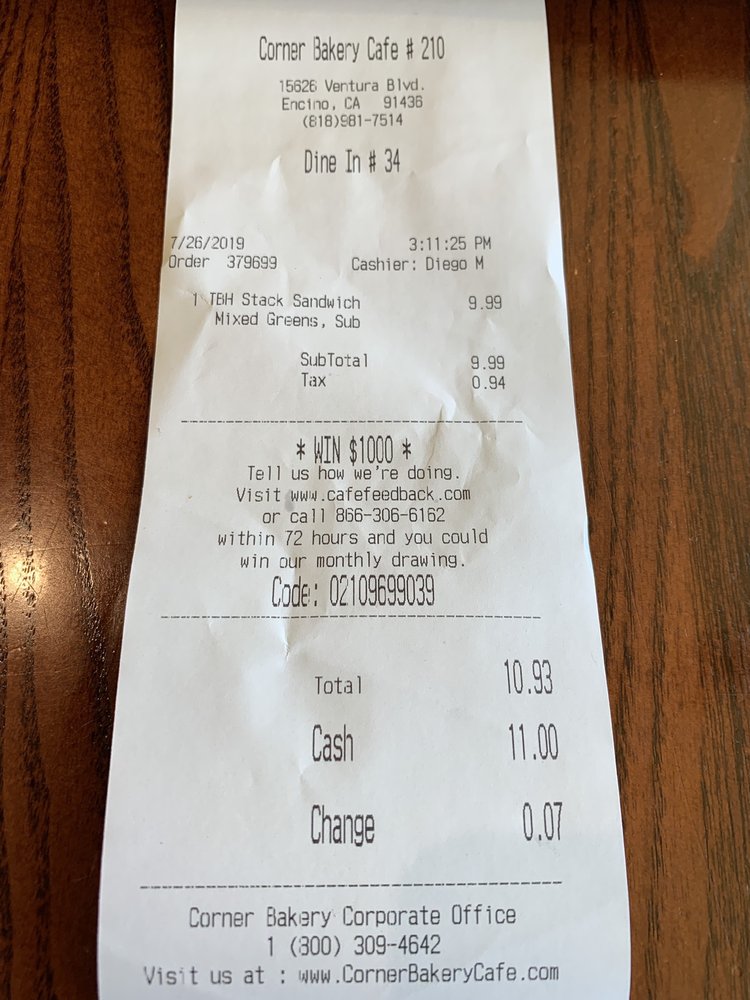 Corner Bakery Cafe # 210
15626 Ventura Blvd.
Encino, CA 91436
(818)981-7514
Dine In # 34
7/26/2019 3:11:25 PM
Order 379699 Cashier: Diego M
1 TBH Stack Sandwich 9.99
Mixed Greens, Sub
SubTotal 9.99
Tax 0.94
* WIN $1000 *
Tell us how we're doing.
Visit www.cafefeedback.com
or call 866-306-6162
within 72 hours and you could
win our monthly drawing.
Code: 02109699039
Total 10.93
Cash 11.00
Change 0.07
Corner Bakery Corporate Office
1 (800) 309-4642
Visit us at : www.CornerBakeryCafe.com